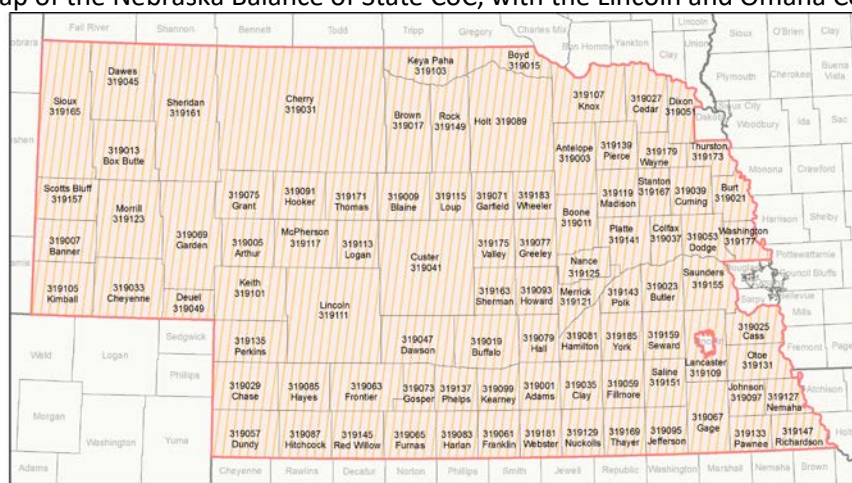 ap of the Nebraska Balance of State CoC, with the Lincoln and Omaha Co
Fall River
Shannon
Bennett
Todd
Tripp
Gregory
Charles Mix
Bon Homme
Yankton
Clay
Lincoln
Union
Sioux
O'Brien
Clay
Plymouth
Cherokee
Buena
Vista
Sioux City
Woodbury
Ida
Sac
Monona
Crawford
Harrison
Shelby
Pottawattamie
Council Bluffs
Bellevue
Mills
Fremont
Page
Atchison
Holt
Sioux
319165
Dawes
319045
319013
Box Butte
Sheridan
319161
Cherry
319031
Keya Paha
319103
Boyd
319015
Brown
319017
Rock
319149
Holt 319089
319107
Knox
319027
Cedar
Dixon
319051
Dakota
Antelope
319003
319139
Pierce
319179
Wayne
Thurston
319173
Scotts Bluff
319157
Morrill
319123
319069
Garden
319075
Grant
319091
Hooker
319171
Thomas
319009
Blaine
319115
Loup
319071
Garfield
319183
Wheeler
Boone
319011
319119
Madison
Stanton
319167
319039
Cuming
Burt
319021
319007
Banner
319005
Arthur
McPherson
319117
319113
Logan
Custer
319041
319175
Valley
319077
Greeley
Nance
319125
Platte
319141
Colfax
319037
319053
Dodge
Washington
319177
319105
Kimball
319033
Cheyenne
Deuel
319049
Keith
319101
Lincoln
319111
319163
Sherman
319093
Howard
Merrick
319121
319143
Polk
319023
Butler
Saunders
319155
Sarpy
319135
Perkins
319047
Dawson
319019
Buffalo
319079
Hall
319081
Hamilton
319185
York
319159
Seward
Lancaster
319109
319025
Cass
Otoe
319131
319029
Chase
319085
Hayes
319063
Frontier
319073
Gosper
319137
Phelps
319099
Kearney
319001
Adams
319035
Clay
319059
Fillmore
Saline
319151
319067
Gage
Johnson
319097
319127
Nemaha
319057
Dundy
319087
Hitchcock
319145
Red Willow
319065
Furnas
319083
Harlan
319061
Franklin
319181
Webster
319129
Nuckolls
319169
Thayer
319095
Jefferson
319133
Pawnee
319147
Richardson
Weld
Logan
Sedgwick
Phillips
Morgan
Washington
Yuma
Adams
Cheyenne
Rawlins
Decatur
Norton
Phillips
Smith
Jewell
Republic
Washington
Marshall
Nemaha
Brown